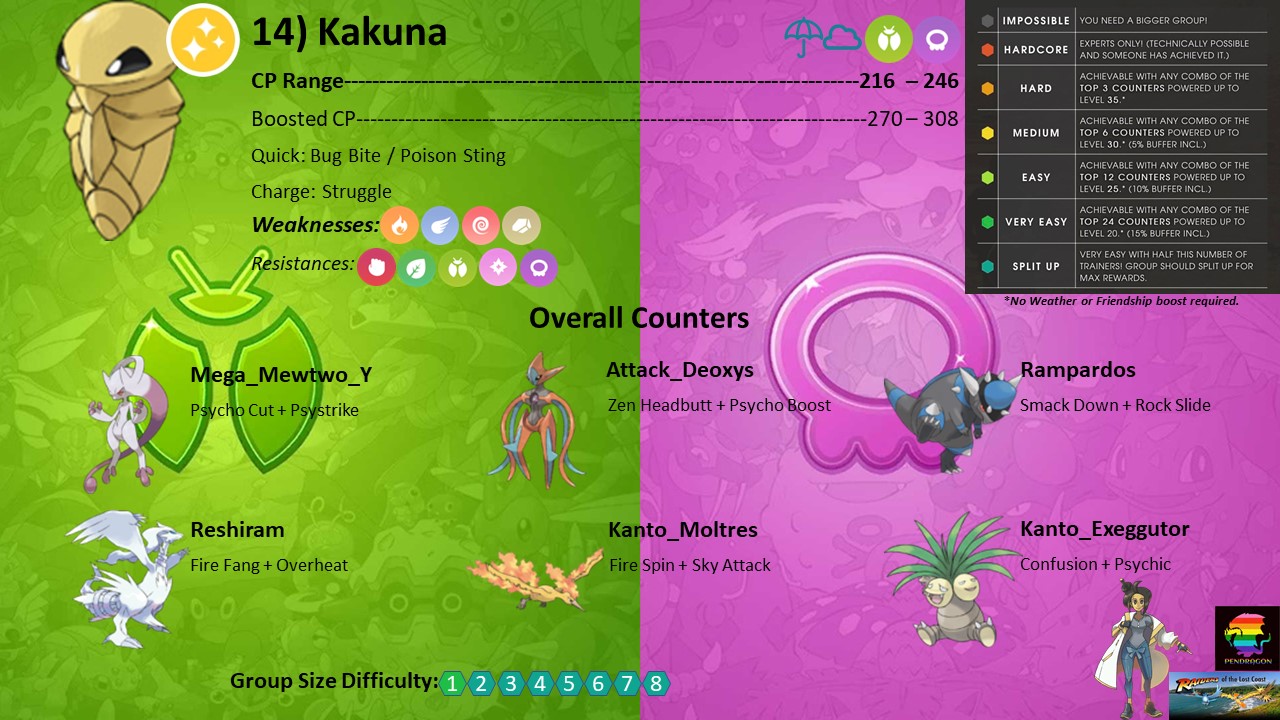 14) Kakuna
CP Range--------------------------------------------------------------------------------------------216 – 246
Boosted CP-----------------------------------------------------------------------------------------270 – 308
Quick: Bug Bite / Poison Sting
Charge: Struggle
Weaknesses:
Resistances:
IMPOSSIBLE YOU NEED A BIGGER GROUP!
HARDCORE EXPERTS ONLY! (TECHNICALLY POSSIBLE
AND SOMEONE HAS ACHIEVED IT.)
HARD ACHIEVABLE WITH ANY COMBO OF THE
TOP 3 COUNTERS POWERED UP TO
LEVEL 35.*
MEDIUM ACHIEVABLE WITH ANY COMBO OF THE
TOP 6 COUNTERS POWERED UP TO
LEVEL 30.* (5% BUFFER INCL.)
EASY ACHIEVABLE WITH ANY COMBO OF THE
TOP 12 COUNTERS POWERED UP TO
LEVEL 25.* (10% BUFFER INCL.)
VERY EASY ACHIEVABLE WITH ANY COMBO OF THE
TOP 24 COUNTERS POWERED UP TO
LEVEL 20.* (15% BUFFER INCL.)
SPLIT UP VERY EASY WITH HALF THIS NUMBER OF
TRAINERS! GROUP SHOULD SPLIT UP FOR
MAX REWARDS.
*No Weather or Friendship boost required.
Overall Counters
Mega_Mewtwo_Y
Psycho Cut + Psystrike
Attack_Deoxys
Zen Headbutt + Psycho Boost
Rampardos
Smack Down + Rock Slide
Reshiram
Fire Fang + Overheat
Kanto_Moltres
Fire Spin + Sky Attack
Kanto_Exeggutor
Confusion + Psychic
Group Size Difficulty: 1 2 3 4 5 6 7 8
PENDRAGON
RAIDERS of the Lost Coast